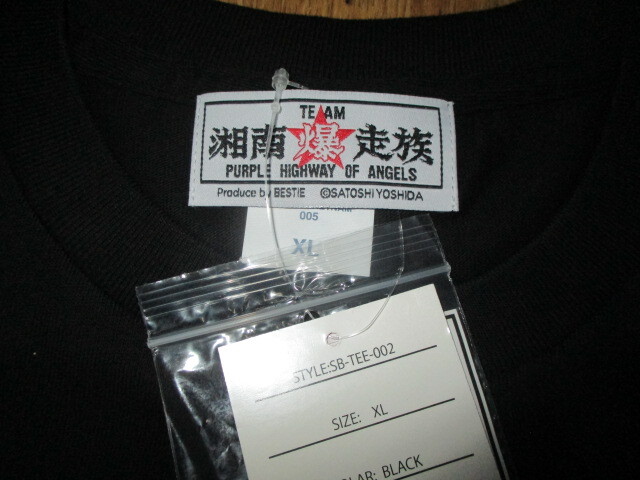 TEAM
湘南爆走族
PURPLE HIGHWAY OF ANGELS
Produce by BESTIE ©SATOSHI YOSHIDA
005
XL
STYLE:SB-TEE-002
SIZE: XL
BLACK